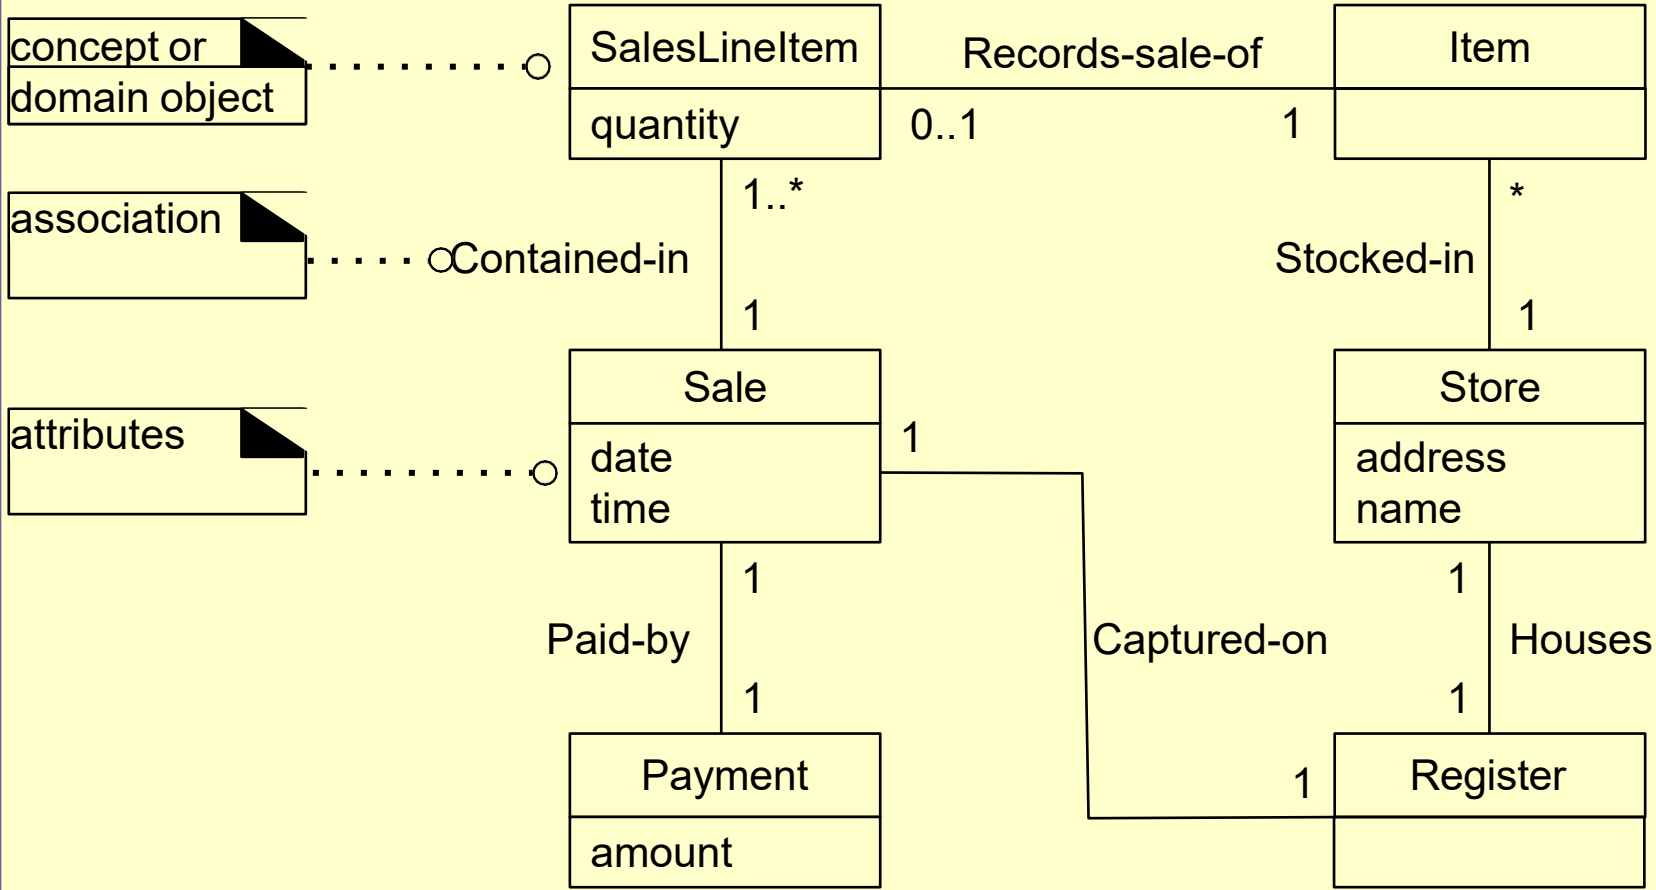 concept or
domain object
SalesLineItem
quantity
Records-sale-of
0..1
1
Item
association
1..*
Contained-in
1
*
Stocked-in
1
attributes
Sale
date
time
1
Store
address
name
1
Paid-by
1
Captured-on
1
1
Houses
1
Payment
amount
Register